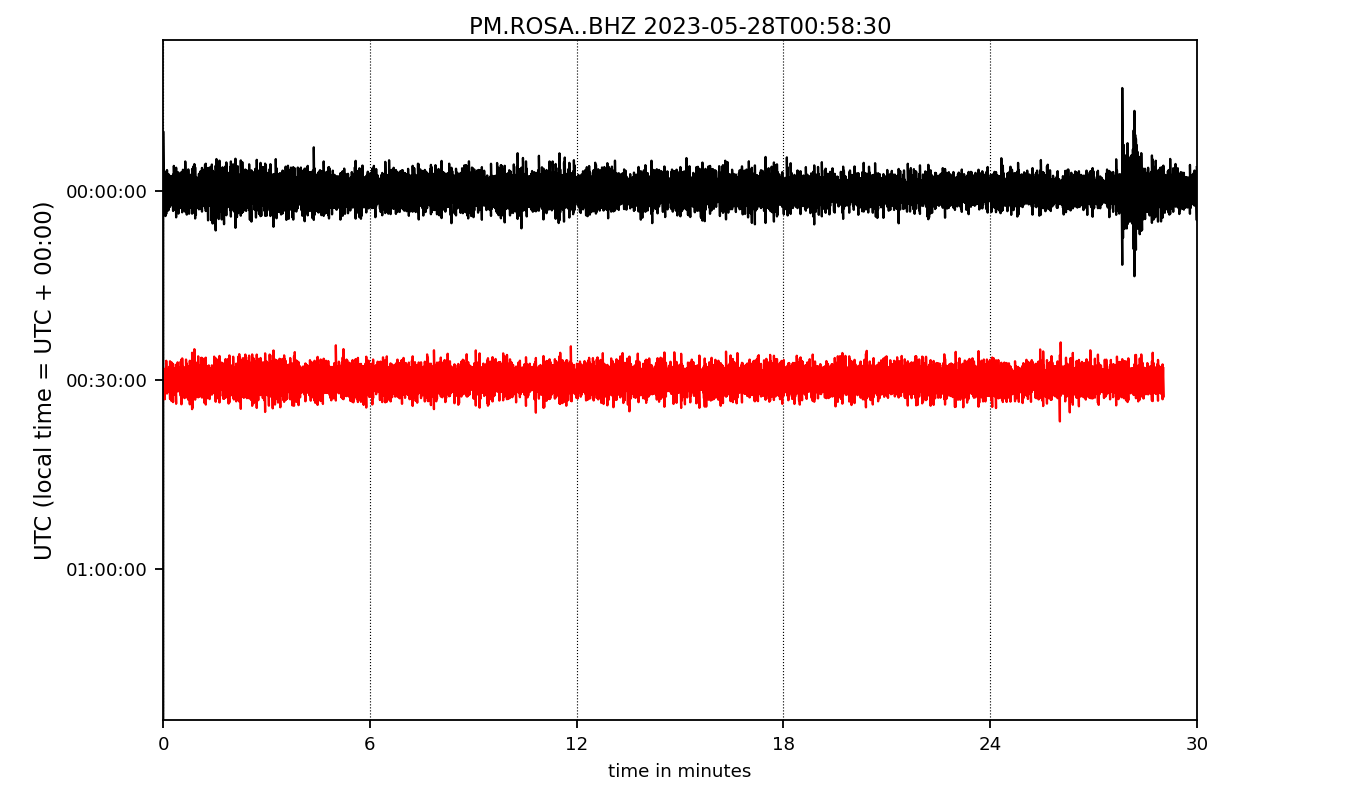 PM.ROSA..BHZ 2023-05-28T00:58:30
UTC (local time = UTC + 00:00)
00:00:00
00:30:00
01:00:00
0 6 12 18 24 30
time in minutes